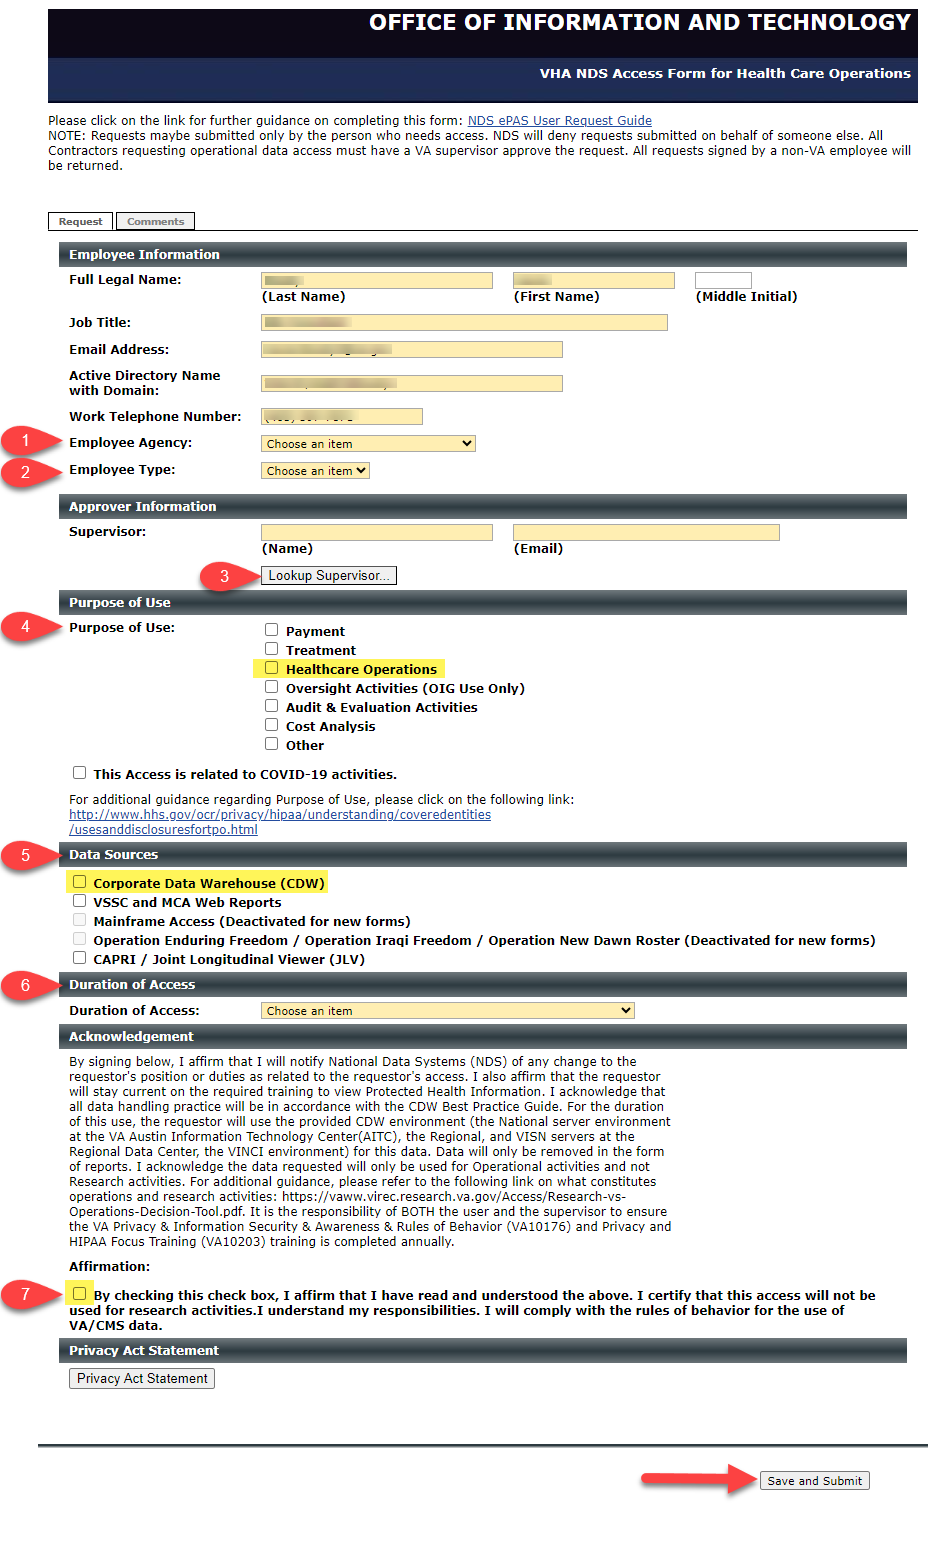 OFFICE OF INFORMATION AND TECHNOLOGY
VHA NDS Access Form for Health Care Operations
Please click on the link for further guidance on completing this form: NDS ePAS User Request Guide
NOTE: Requests maybe submitted only by the person who needs access. NDS will deny requests submitted on behalf of someone else. All
Contractors requesting operational data access must have a VA supervisor approve the request. All requests signed by a non-VA employee will
be returned.
Request Comments
Employee Information
Full Legal Name:
(Last Name) (First Name) (Middle Initial)
Job Title:
Email Address:
Active Directory Name
with Domain:
Work Telephone Number:
1 Employee Agency: Choose an item
2 Employee Type: Choose an item
Approver Information
Supervisor:
(Name) (Email)
3 Lookup Supervisor...
Purpose of Use
4 Purpose of Use:
Payment
Treatment
Healthcare Operations
Oversight Activities (OIG Use Only)
Audit & Evaluation Activities
Cost Analysis
Other
This Access is related to COVID-19 activities.
For additional guidance regarding Purpose of Use, please click on the following link:
http://www.hhs.gov/ocr/privacy/hipaa/understanding/coveredentities
/usesanddisclosuresfortpo.html
5 Data Sources
Corporate Data Warehouse (CDW)
VSSC and MCA Web Reports
Mainframe Access (Deactivated for new forms)
Operation Enduring Freedom / Operation Iraqi Freedom / Operation New Dawn Roster (Deactivated for new forms)
CAPRI / Joint Longitudinal Viewer (JLV)
6 Duration of Access
Duration of Access: Choose an item
Acknowledgement
By signing below, I affirm that I will notify National Data Systems (NDS) of any change to the
requestor's position or duties as related to the requestor's access. I also affirm that the requestor
will stay current on the required training to view Protected Health Information. I acknowledge that
all data handling practice will be in accordance with the CDW Best Practice Guide. For the duration
of this use, the requestor will use the provided CDW environment (the National server environment
at the VA Austin Information Technology Center(AITC), the Regional, and VISN servers at the
Regional Data Center, the VINCI environment) for this data. Data will only be removed in the form
of reports. I acknowledge the data requested will only be used for Operational activities and not
Research activities. For additional guidance, please refer to the following link on what constitutes
operations and research activities: https://vaww.virec.research.va.gov/Access/Research-vs-
Operations-Decision-Tool.pdf. It is the responsibility of BOTH the user and the supervisor to ensure
the VA Privacy & Information Security & Awareness & Rules of Behavior (VA10176) and Privacy and
HIPAA Focus Training (VA10203) training is completed annually.
Affirmation:
7 By checking this check box, I affirm that I have read and understood the above. I certify that this access will not be
used for research activities.I understand my responsibilities. I will comply with the rules of behavior for the use of
VA/CMS data.
Privacy Act Statement
Privacy Act Statement
Save and Submit